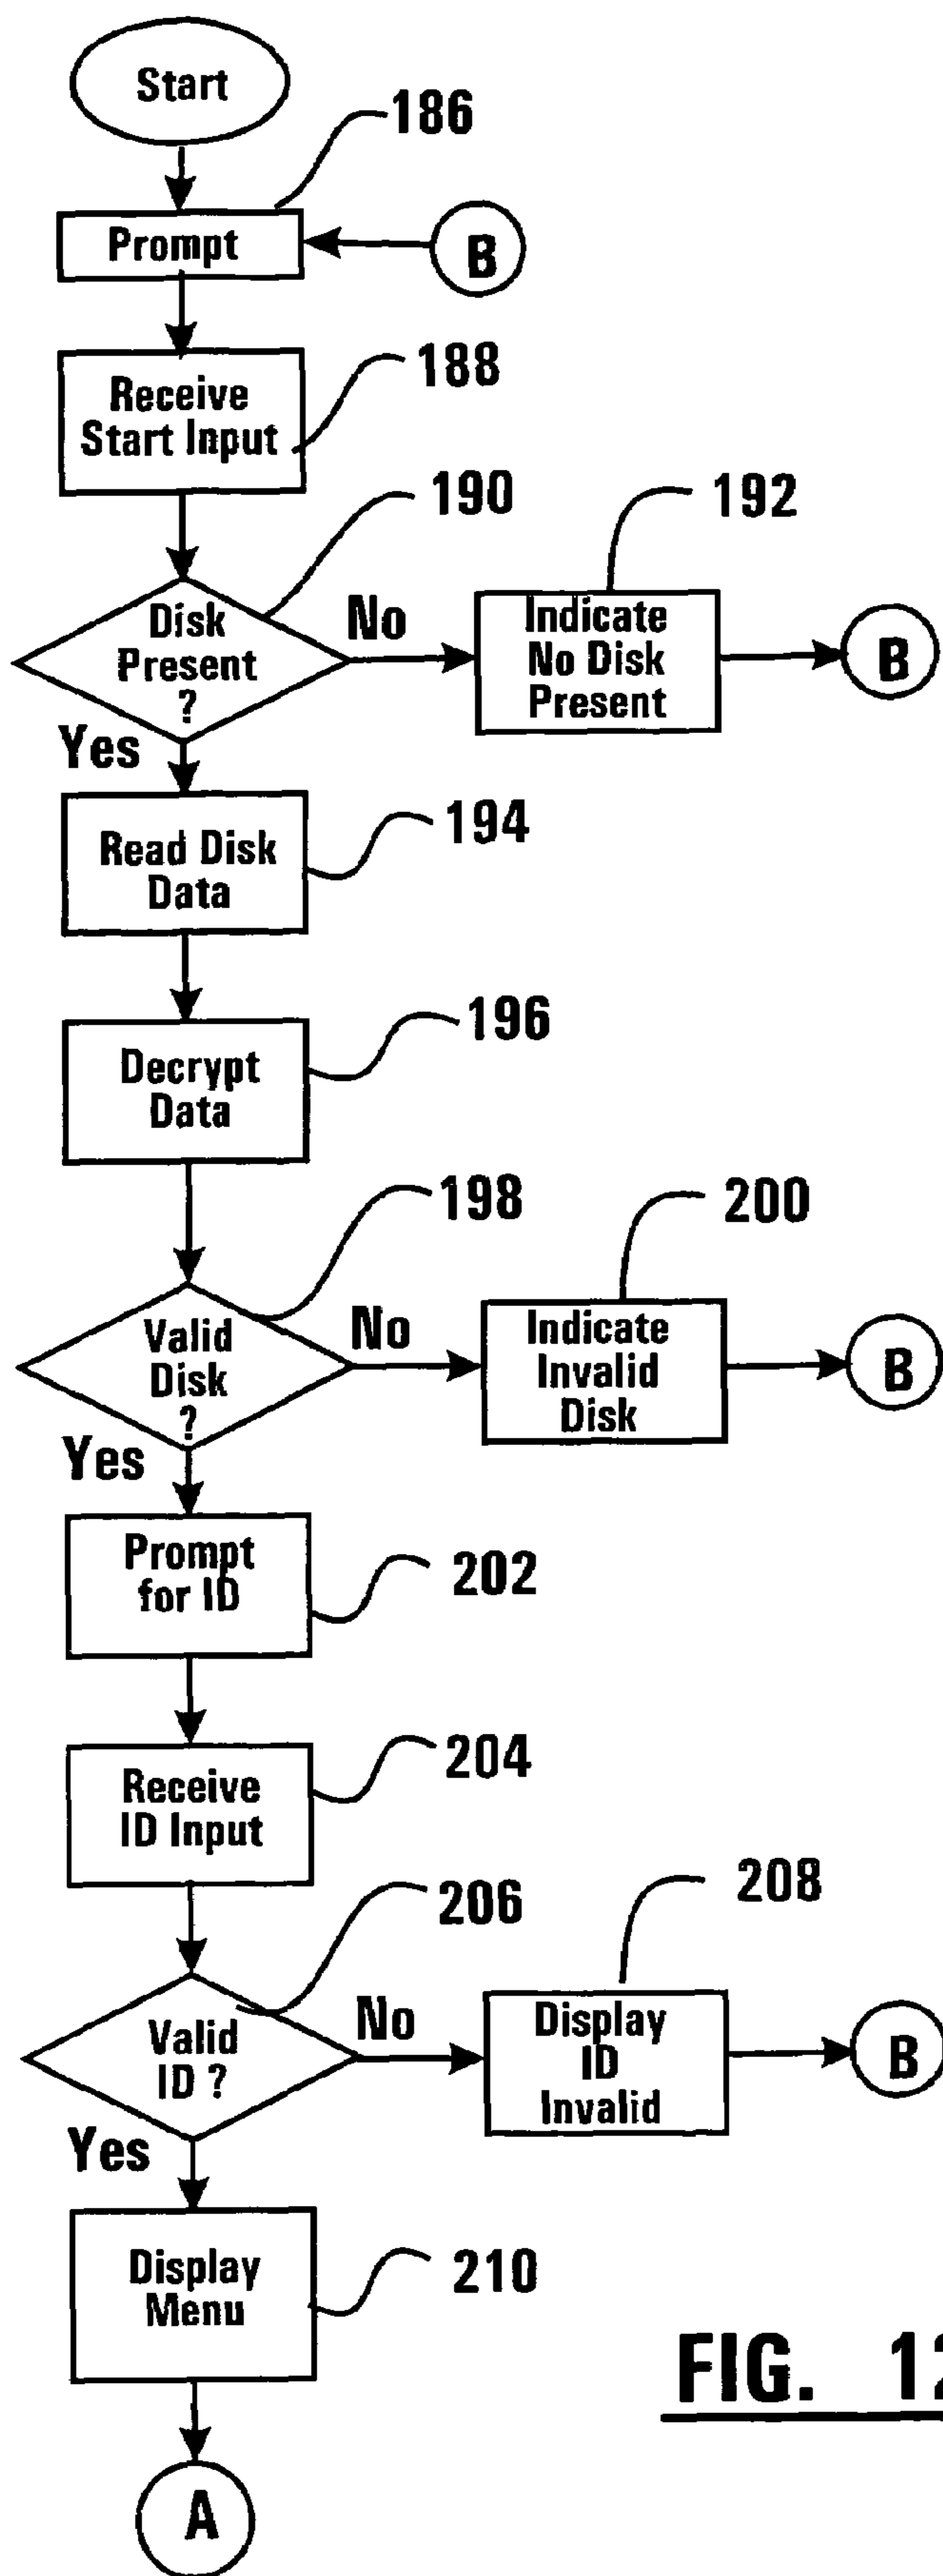 Start
186
Prompt
B
Receive
Start Input
188
190
Disk
Present
?
No
192
Indicate
No Disk
Present
B
Yes
Read Disk
Data
194
Decrypt
Data
196
198
Valid
Disk
?
No
200
Indicate
Invalid
Disk
B
Yes
Prompt
for ID
202
Receive
ID Input
204
206
Valid
ID ?
No
208
Display
ID
Invalid
B
Yes
Display
Menu
210
FIG. 12
A